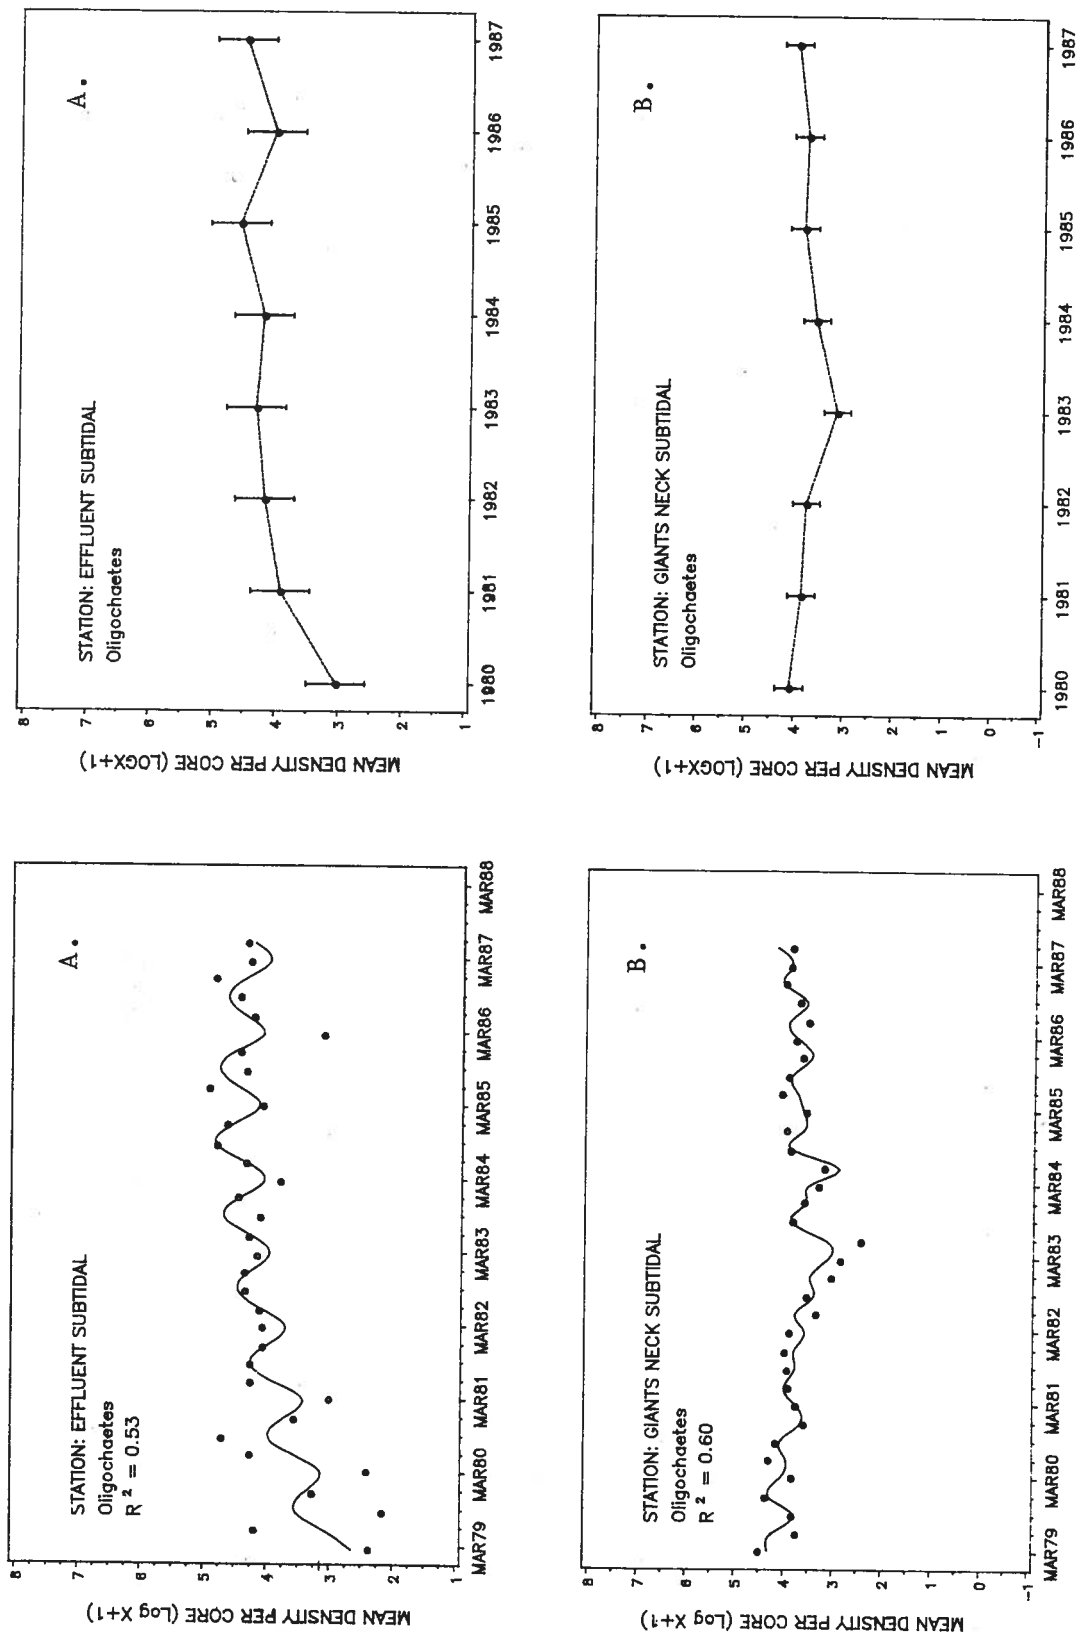 A.
STATION: EFFLUENT SUBTIDAL
Oligochaetes
R² = 0.53
MEAN DENSITY PER CORE (Log X+1)
8
7
6
5
4
3
2
1
MAR79 MAR80 MAR81 MAR82 MAR83 MAR84 MAR85 MAR86 MAR87 MAR88
A.
STATION: EFFLUENT SUBTIDAL
Oligochaetes
MEAN DENSITY PER CORE (LOGX+1)
8
7
6
5
4
3
2
1
1980 1981 1982 1983 1984 1985 1986 1987
B.
STATION: GIANTS NECK SUBTIDAL
Oligochaetes
R² = 0.60
MEAN DENSITY PER CORE (Log X+1)
8
7
6
5
4
3
2
1
0
-1
MAR79 MAR80 MAR81 MAR82 MAR83 MAR84 MAR85 MAR86 MAR87 MAR88
B.
STATION: GIANTS NECK SUBTIDAL
Oligochaetes
MEAN DENSITY PER CORE (LOGX+1)
8
7
6
5
4
3
2
1
0
-1
1980 1981 1982 1983 1984 1985 1986 1987